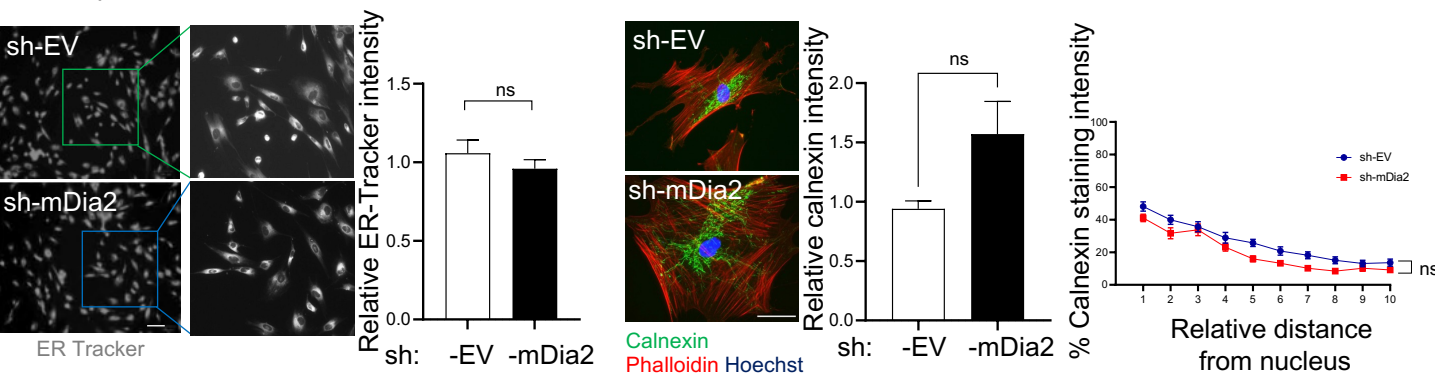 sh-EV
sh-mDia2
ER Tracker
Relative ER-Tracker intensity
1.5
1.0
0.5
0.0
ns
sh: -EV -mDia2
sh-EV
sh-mDia2
Calnexin
Phalloidin Hoechst
Relative calnexin intensity
2.0
1.5
1.0
0.5
0.0
ns
sh: -EV -mDia2
% Calnexin staining intensity
100
80
60
40
20
0
sh-EV
sh-mDia2
ns
1 2 3 4 5 6 7 8 9 10
Relative distance
from nucleus